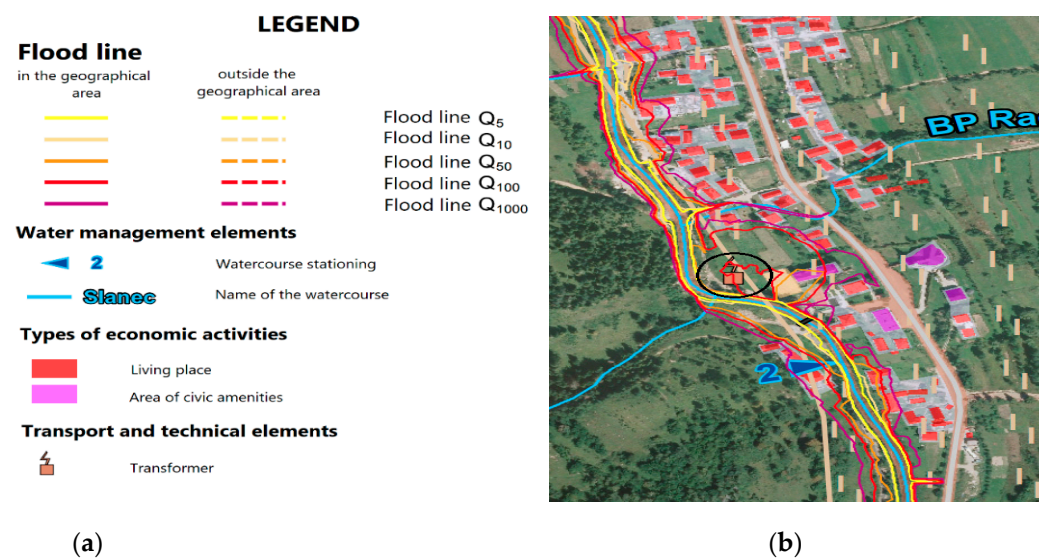 LEGEND
Flood line
in the geographical
area
outside the
geographical area
Flood line Q5
Flood line Q10
Flood line Q50
Flood line Q100
Flood line Q1000
Water management elements
2
Watercourse stationing
Slanec
Name of the watercourse
Types of economic activities
Living place
Area of civic amenities
Transport and technical elements
Transformer
BP Ra
2
(a)
(b)